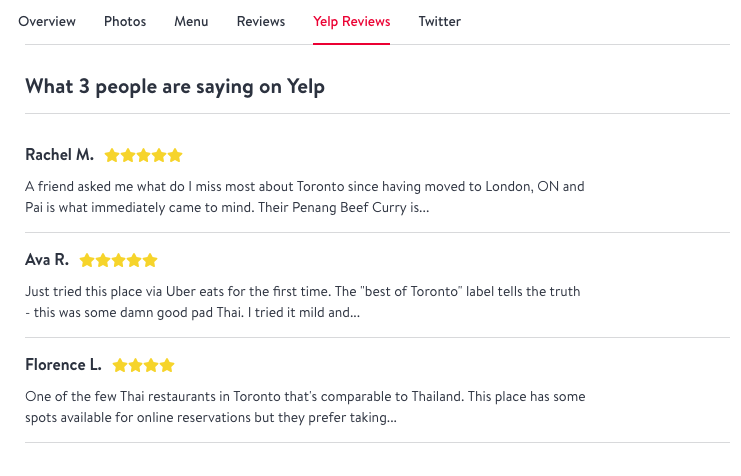 Overview Photos Menu Reviews Yelp Reviews Twitter
What 3 people are saying on Yelp
Rachel M.
A friend asked me what do I miss most about Toronto since having moved to London, ON and
Pai is what immediately came to mind. Their Penang Beef Curry is...
Ava R.
Just tried this place via Uber eats for the first time. The "best of Toronto" label tells the truth
- this was some damn good pad Thai. I tried it mild and...
Florence L.
One of the few Thai restaurants in Toronto that's comparable to Thailand. This place has some
spots available for online reservations but they prefer taking...